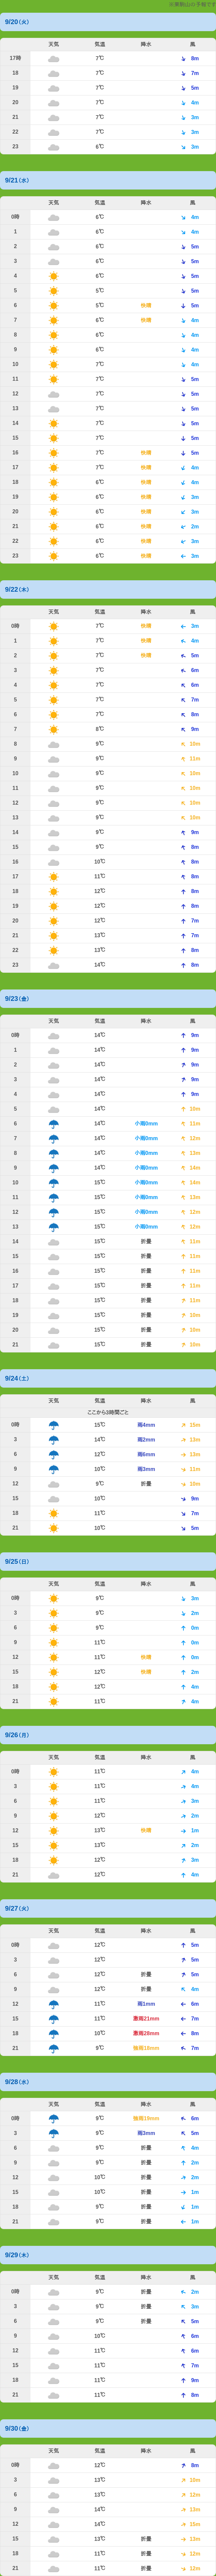 ※栗駒山の予報です
9/20 (火)
天気 気温 降水 風
17時 7℃ 8m
18 7℃ 7m
19 7℃ 5m
20 7℃ 4m
21 7℃ 3m
22 7℃ 3m
23 6℃ 3m
9/21 (水)
天気 気温 降水 風
0時 6℃ 4m
1 6℃ 4m
2 6℃ 5m
3 6℃ 5m
4 6℃ 5m
5 5℃ 5m
6 5℃ 快晴 5m
7 6℃ 快晴 4m
8 6℃ 4m
9 6℃ 4m
10 7℃ 4m
11 7℃ 5m
12 7℃ 5m
13 7℃ 5m
14 7℃ 5m
15 7℃ 5m
16 7℃ 快晴 5m
17 7℃ 快晴 4m
18 6℃ 快晴 4m
19 6℃ 快晴 3m
20 6℃ 快晴 3m
21 6℃ 快晴 2m
22 6℃ 快晴 3m
23 6℃ 快晴 3m
9/22 (木)
天気 気温 降水 風
0時 7℃ 快晴 3m
1 7℃ 快晴 4m
2 7℃ 快晴 5m
3 7℃ 6m
4 7℃ 6m
5 7℃ 7m
6 7℃ 8m
7 8℃ 9m
8 9℃ 10m
9 9℃ 11m
10 9℃ 10m
11 9℃ 10m
12 9℃ 10m
13 9℃ 10m
14 9℃ 9m
15 9℃ 8m
16 10℃ 8m
17 11℃ 8m
18 12℃ 8m
19 12℃ 8m
20 12℃ 7m
21 13℃ 7m
22 13℃ 8m
23 14℃ 8m
9/23 (金)
天気 気温 降水 風
0時 14℃ 9m
1 14℃ 9m
2 14℃ 9m
3 14℃ 9m
4 14℃ 9m
5 14℃ 10m
6 14℃ 小雨0mm 11m
7 14℃ 小雨0mm 12m
8 14℃ 小雨0mm 13m
9 14℃ 小雨0mm 14m
10 15℃ 小雨0mm 14m
11 15℃ 小雨0mm 13m
12 15℃ 小雨0mm 12m
13 15℃ 小雨0mm 12m
14 15℃ 折畳 11m
15 15℃ 折畳 11m
16 15℃ 折畳 11m
17 15℃ 折畳 11m
18 15℃ 折畳 11m
19 15℃ 折畳 10m
20 15℃ 折畳 10m
21 15℃ 折畳 10m
9/24 (土)
天気 気温 降水 風
ここから3時間ごと
0時 15℃ 雨4mm 10m
3 14℃ 雨2mm 13m
6 12℃ 雨6mm 13m
9 10℃ 雨3mm 11m
12 9℃ 折畳 10m
15 10℃ 9m
18 11℃ 7m
21 10℃ 5m
9/25 (日)
天気 気温 降水 風
0時 9℃ 3m
3 9℃ 2m
6 9℃ 0m
9 11℃ 0m
12 11℃ 快晴 0m
15 12℃ 快晴 2m
18 12℃ 4m
21 11℃ 4m
9/26 (月)
天気 気温 降水 風
0時 11℃ 4m
3 11℃ 4m
6 11℃ 3m
9 12℃ 2m
12 13℃ 快晴 1m
15 13℃ 2m
18 12℃ 3m
21 12℃ 4m
9/27 (火)
天気 気温 降水 風
0時 12℃ 5m
3 12℃ 5m
6 12℃ 折畳 5m
9 12℃ 折畳 4m
12 11℃ 雨1mm 6m
15 11℃ 激雨21mm 7m
18 10℃ 激雨28mm 8m
21 9℃ 強雨18mm 7m
9/28 (水)
天気 気温 降水 風
0時 9℃ 強雨19mm 6m
3 9℃ 雨3mm 5m
6 9℃ 折畳 4m
9 9℃ 折畳 2m
12 10℃ 折畳 2m
15 10℃ 折畳 1m
18 9℃ 折畳 1m
21 9℃ 折畳 1m
9/29 (木)
天気 気温 降水 風
0時 9℃ 折畳 2m
3 9℃ 折畳 3m
6 9℃ 折畳 5m
9 10℃ 6m
12 11℃ 6m
15 11℃ 7m
18 11℃ 9m
21 11℃ 8m
9/30 (金)
天気 気温 降水 風
0時 12℃ 8m
3 13℃ 10m
6 13℃ 12m
9 14℃ 13m
12 14℃ 15m
15 13℃ 折畳 13m
18 11℃ 折畳 12m
21 11℃ 折畳 12m